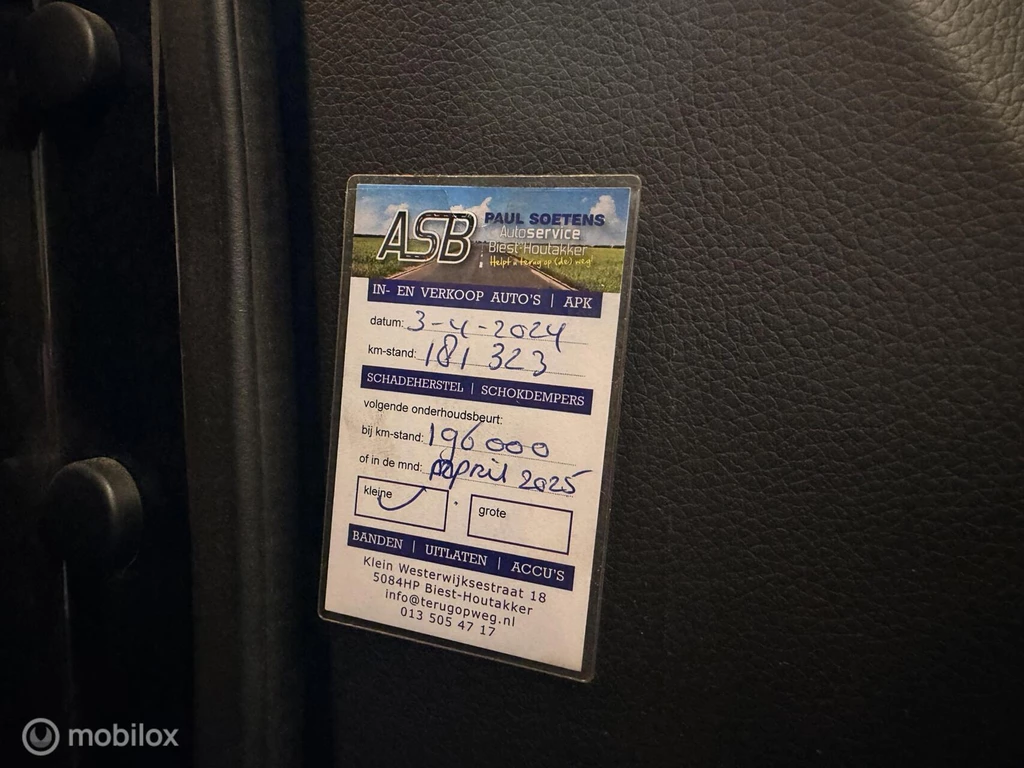 ASB PAUL SOETENS
Autoservice
Biest-Houtakker
Helpt u terug op (de) weg!
IN- EN VERKOOP AUTO'S | APK
datum: 3-4-2024
km-stand: 181 323
SCHADEHERSTEL | SCHOKDEMPERS
volgende onderhoudsbeurt:
bij km-stand: 196000
of in de mnd: April 2025
kleine grote
BANDEN | UITLATEN | ACCU'S
Klein Westerwijksestraat 18
5084HP Biest-Houtakker
info@terugopweg.nl
013 505 47 17
mobilox